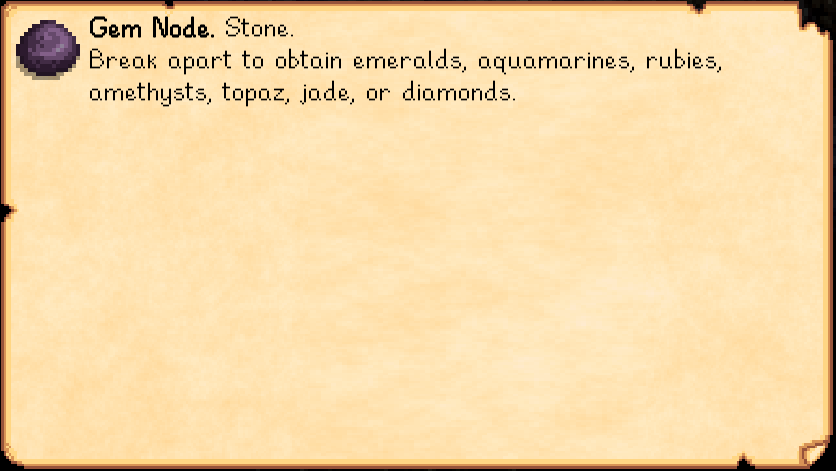 Gem Node. Stone.
Break apart to obtain emeralds, aquamarines, rubies,
amethysts, topaz, jade, or diamonds.